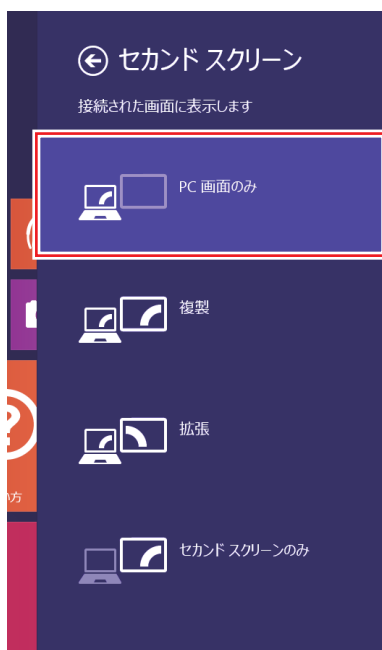 セカンド スクリーン
接続された画面に表示します
PC 画面のみ
複製
拡張
い方
セカンド スクリーンのみ